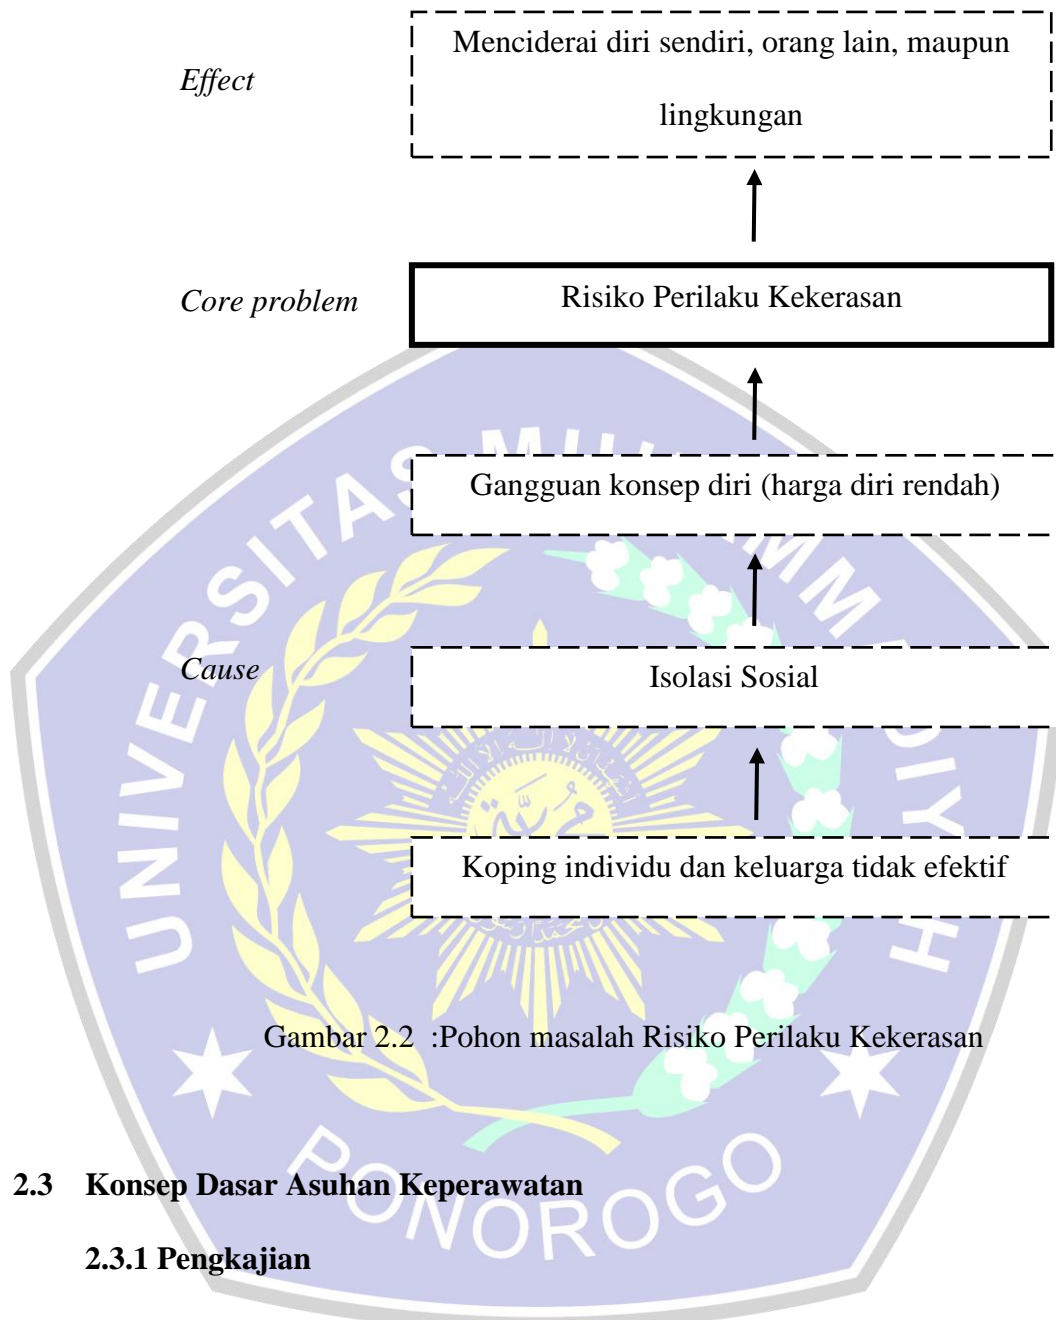 Menciderai diri sendiri, orang lain, maupun
Effect
lingkungan
Core problem
Risiko Perilaku Kekerasan
Gangguan konsep diri (harga diri rendah)
Cause
Isolasi Sosial
Koping individu dan keluarga tidak efektif
Gambar 2.2  :Pohon masalah Risiko Perilaku Kekerasan
2.3 Konsep Dasar Asuhan Keperawatan
2.3.1 Pengkajian
PONOROGO